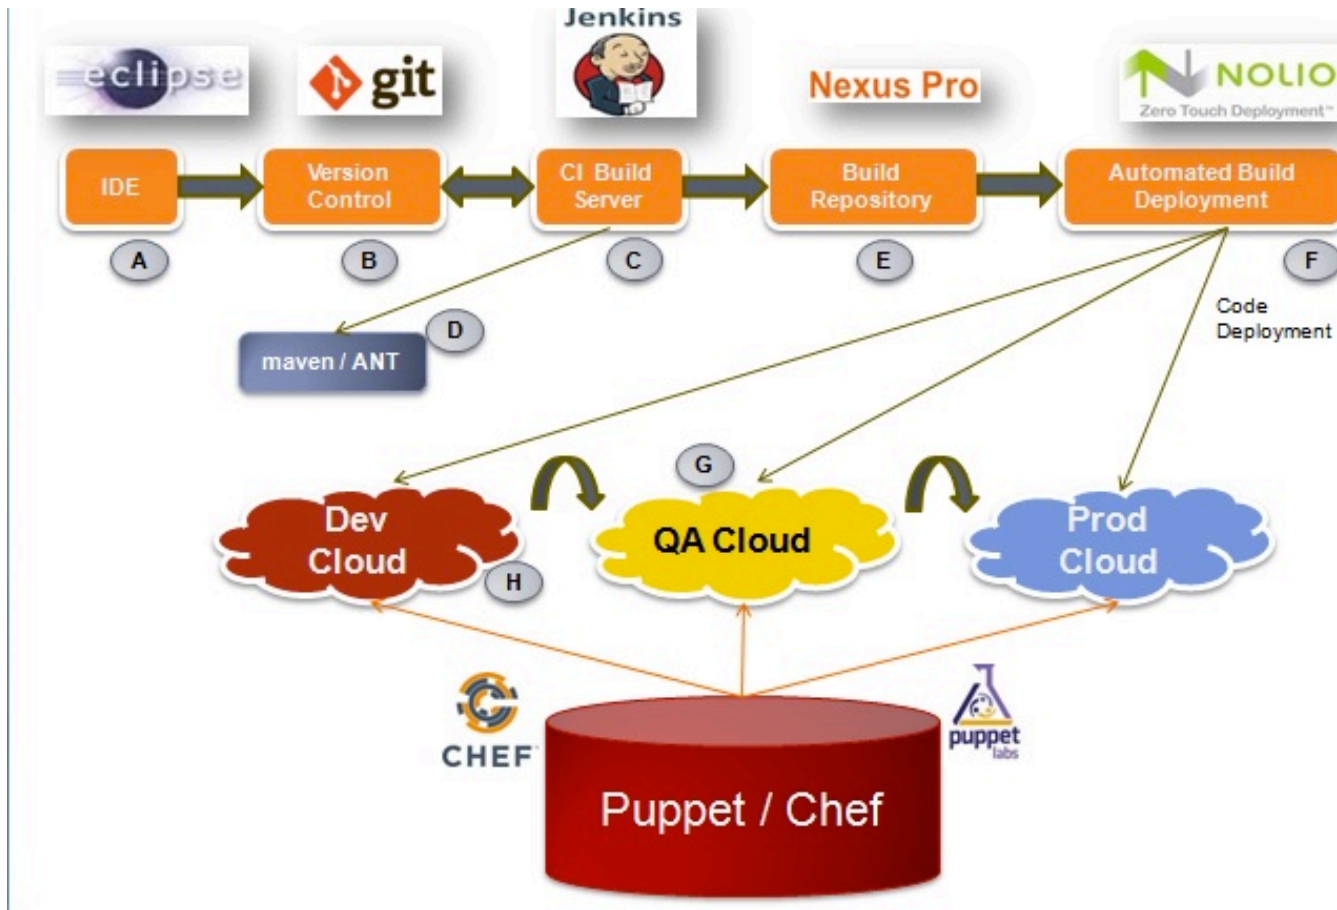 Jenkins
eclipse
git
Nexus Pro
NOLIO
Zero Touch Deployment™
IDE
Version
Control
CI Build
Server
Build
Repository
Automated Build
Deployment
A
B
C
E
F
D
maven / ANT
Code
Deployment
G
Dev
Cloud
QA Cloud
Prod
Cloud
H
CHEF
puppet
labs
Puppet / Chef